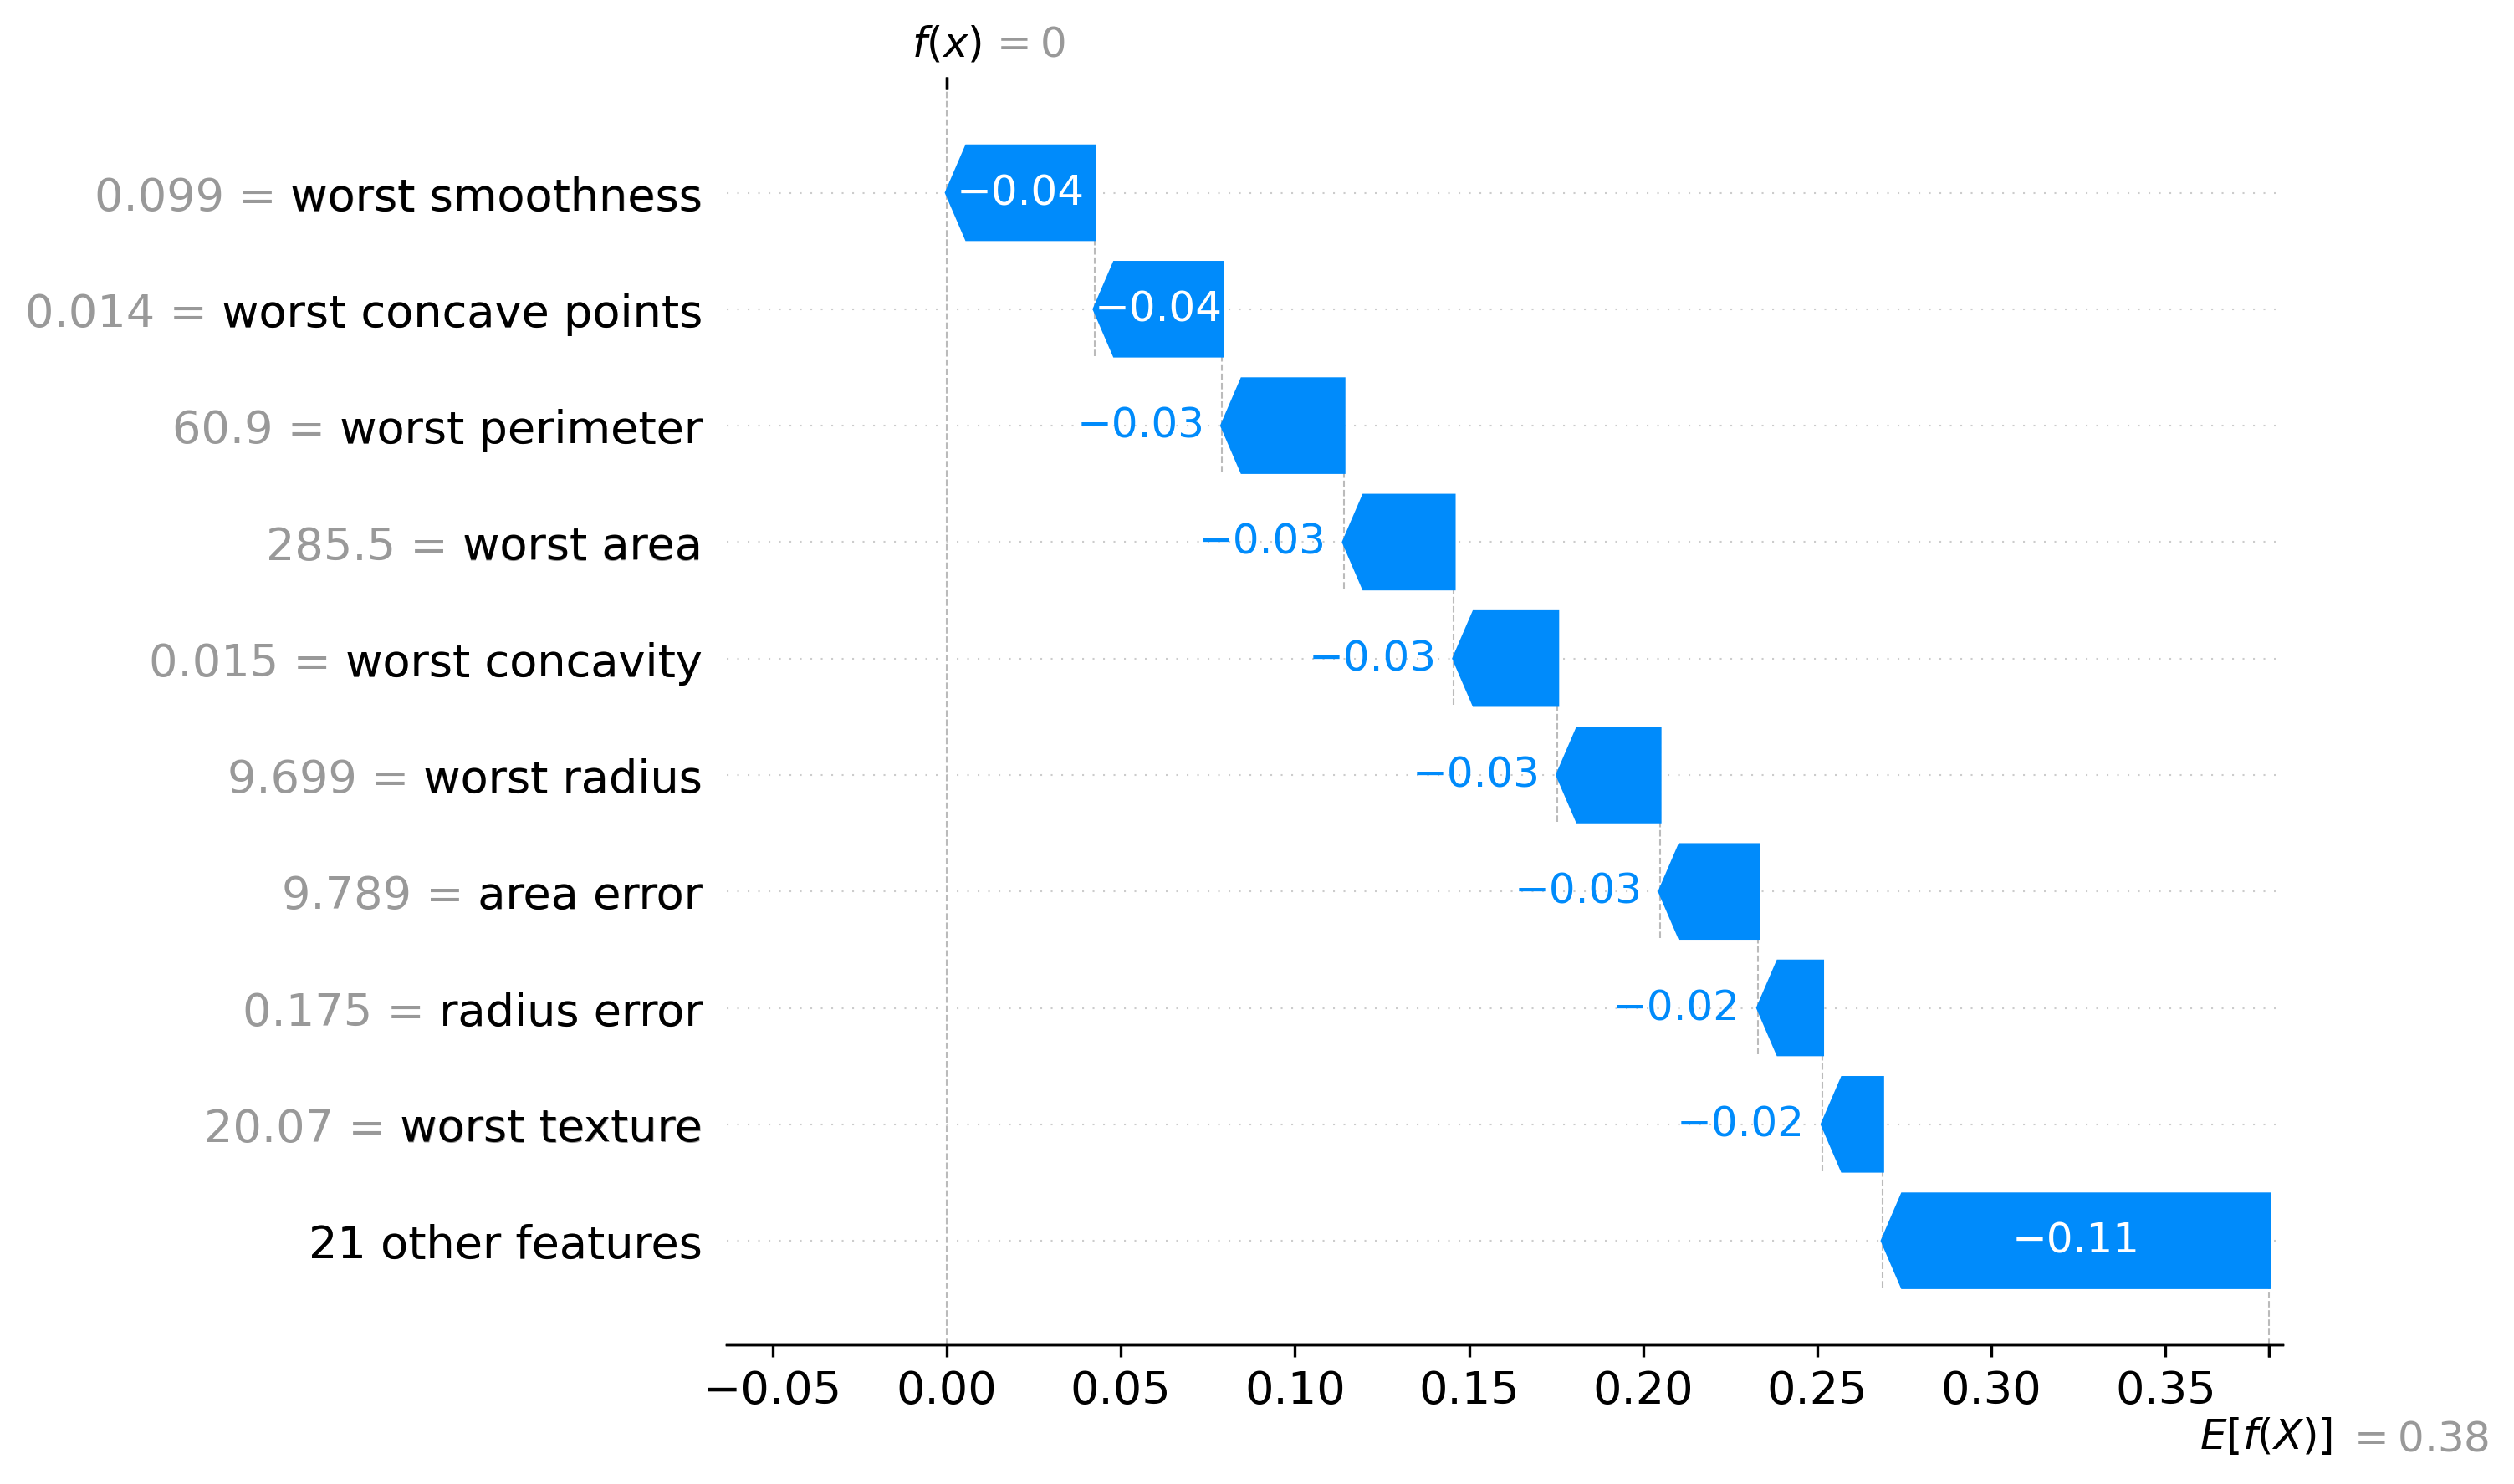 f(x) = 0
0.099 = worst smoothness
−0.04
0.014 = worst concave points
−0.04
60.9 = worst perimeter
−0.03
285.5 = worst area
−0.03
0.015 = worst concavity
−0.03
9.699 = worst radius
−0.03
9.789 = area error
−0.03
0.175 = radius error
−0.02
20.07 = worst texture
−0.02
21 other features
−0.11
−0.05 0.00 0.05 0.10 0.15 0.20 0.25 0.30 0.35
E[f(X)] = 0.38